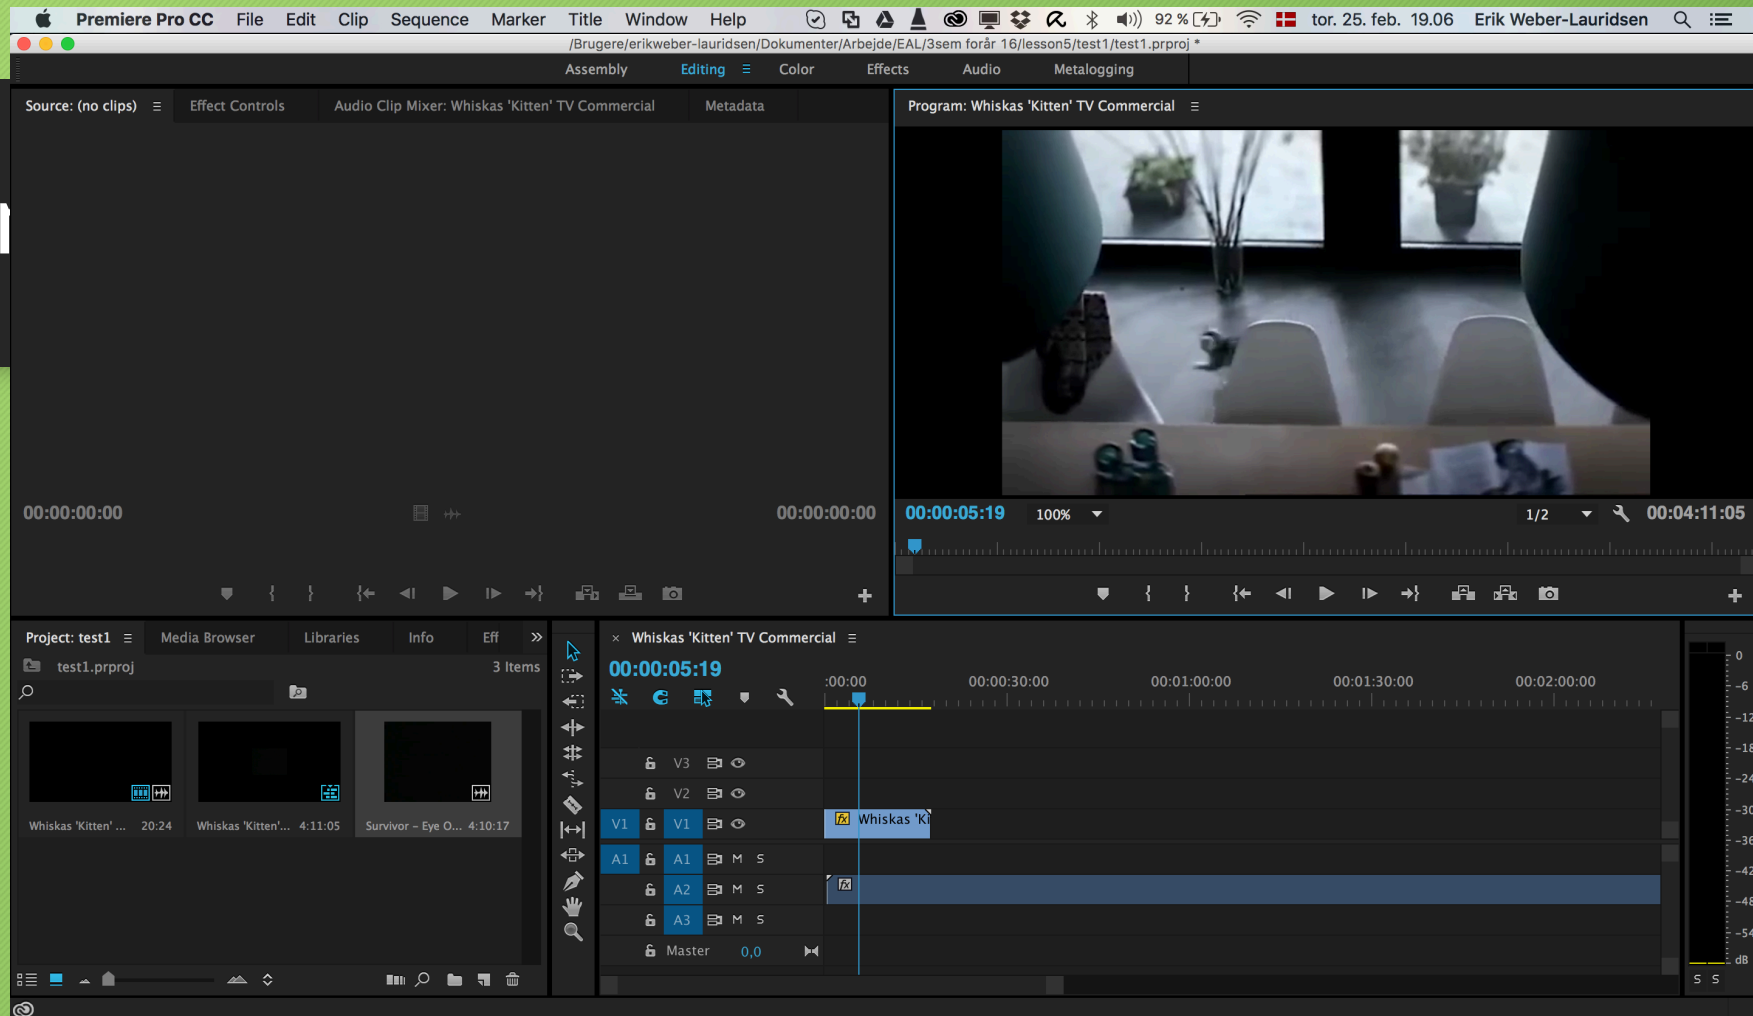 Premiere Pro CC File Edit Clip Sequence Marker Title Window Help 92 % tor. 25. feb. 19.06 Erik Weber-Lauridsen
/Brugere/erikweber-lauridsen/Dokumenter/Arbejde/EAL/3sem forår 16/lesson5/test1/test1.prproj *
Assembly Editing Color Effects Audio Metalogging
Source: (no clips) Effect Controls Audio Clip Mixer: Whiskas 'Kitten' TV Commercial Metadata
Program: Whiskas 'Kitten' TV Commercial
00:00:00:00 00:00:00:00
00:00:05:19 100% 1/2 00:04:11:05
Project: test1 Media Browser Libraries Info Eff
test1.prproj 3 Items
Whiskas 'Kitten' ... 20:24 Whiskas 'Kitten'... 4:11:05 Survivor - Eye O... 4:10:17
× Whiskas 'Kitten' TV Commercial
00:00:05:19
:00:00 00:00:30:00 00:01:00:00 00:01:30:00 00:02:00:00
V3
V2
V1 V1 fx Whiskas 'Ki
A1 A1 M S
A2 M S fx
A3 M S
Master 0,0
0
-6
-12
-18
-24
-30
-36
-42
-48
-54
dB
S S